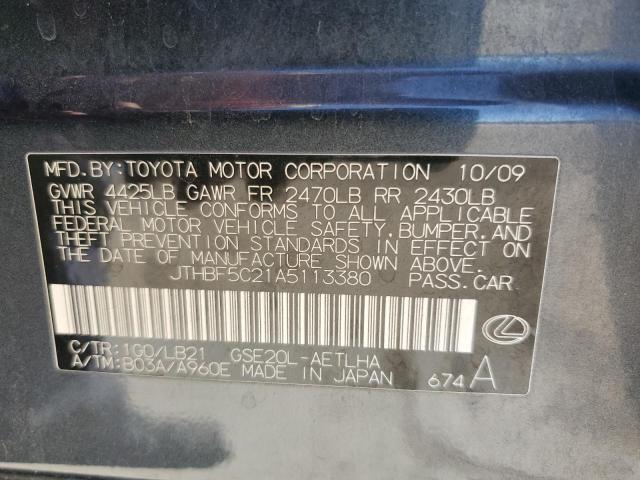 MFD.BY:TOYOTA MOTOR CORPORATION 10/09
GVWR 4425LB GAWR FR 2470LB RR 2430LB
THIS VEHICLE CONFORMS TO ALL APPLICABLE
FEDERAL MOTOR VEHICLE SAFETY,BUMPER,AND
THEFT PREVENTION STANDARDS IN EFFECT ON
THE DATE OF MANUFACTURE SHOWN ABOVE.
JTHBF5C21A5113380 PASS.CAR
C/TR:1G0/LB21 GSE20L-AETLHA
A/TM:B03A/A960E MADE IN JAPAN 674 A